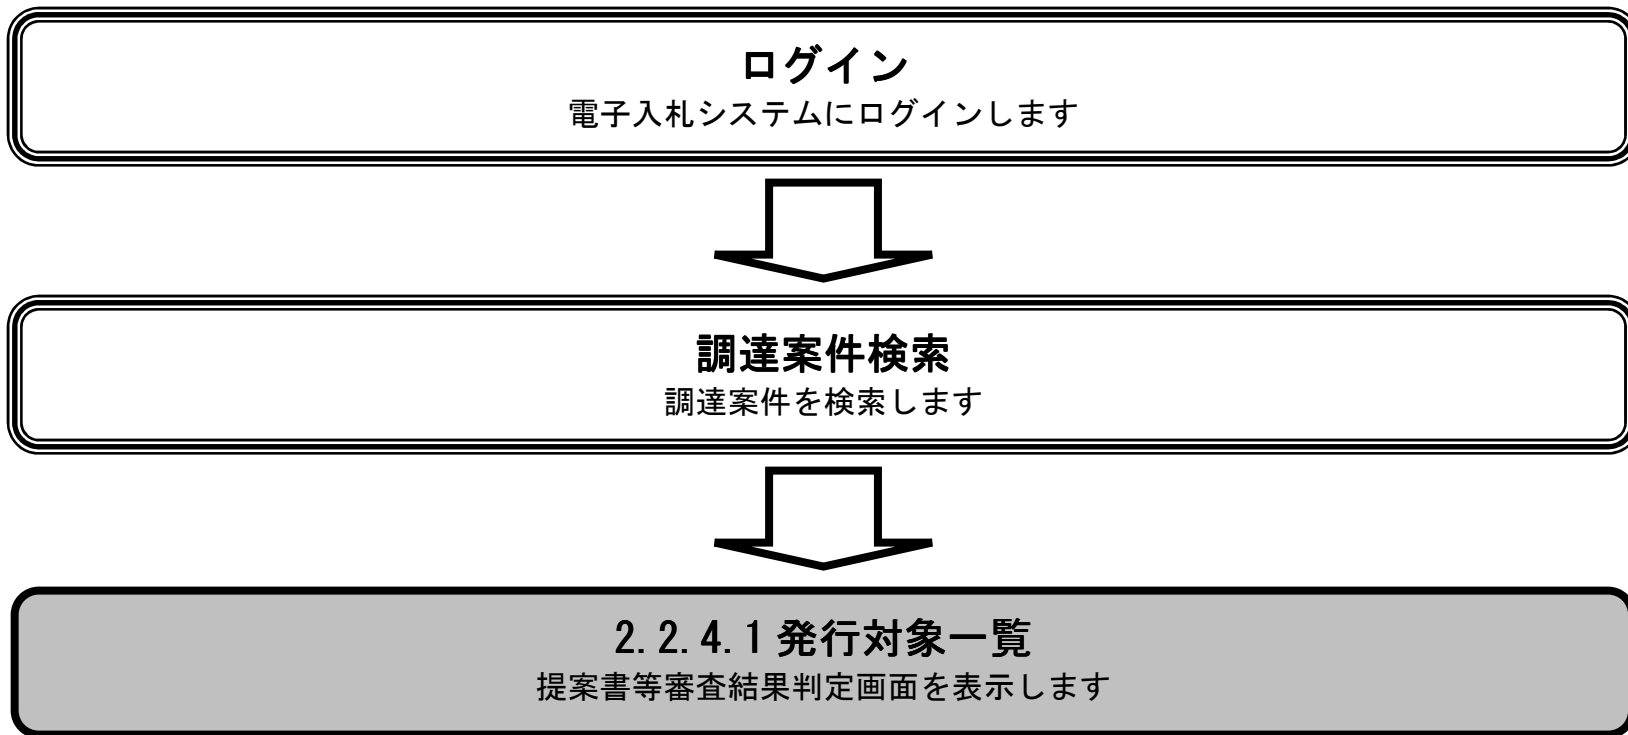 ログイン
電子入札システムにログインします
調達案件検索
調達案件を検索します
2.2.4.1 発行対象一覧
提案書等審査結果判定画面を表示します